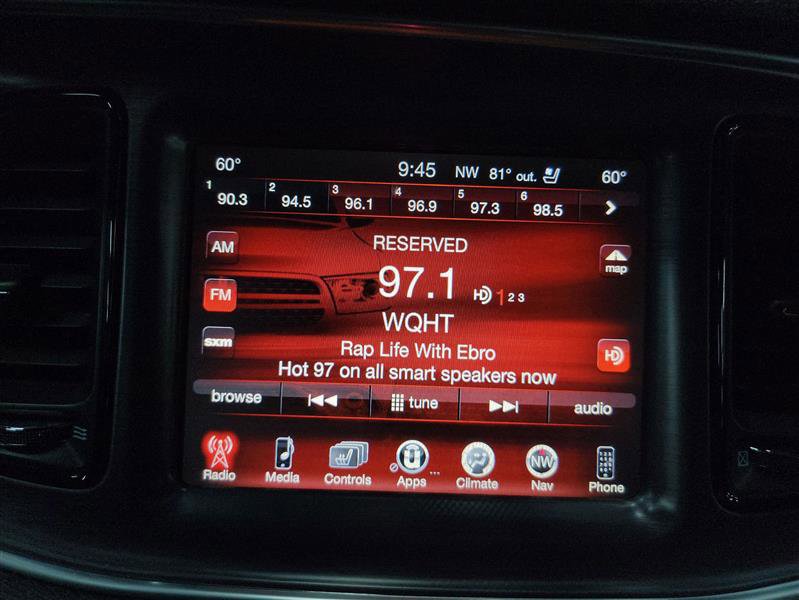 60° 9:45 NW 81° out. 60°
1 90.3 2 94.5 3 96.1 4 96.9 5 97.3 6 98.5
AM RESERVED map
FM 97.1 HD 1 2 3
WQHT
sxm Rap Life With Ebro HD
Hot 97 on all smart speakers now
browse tune audio
NW
Radio Media Controls Apps Climate Nav Phone